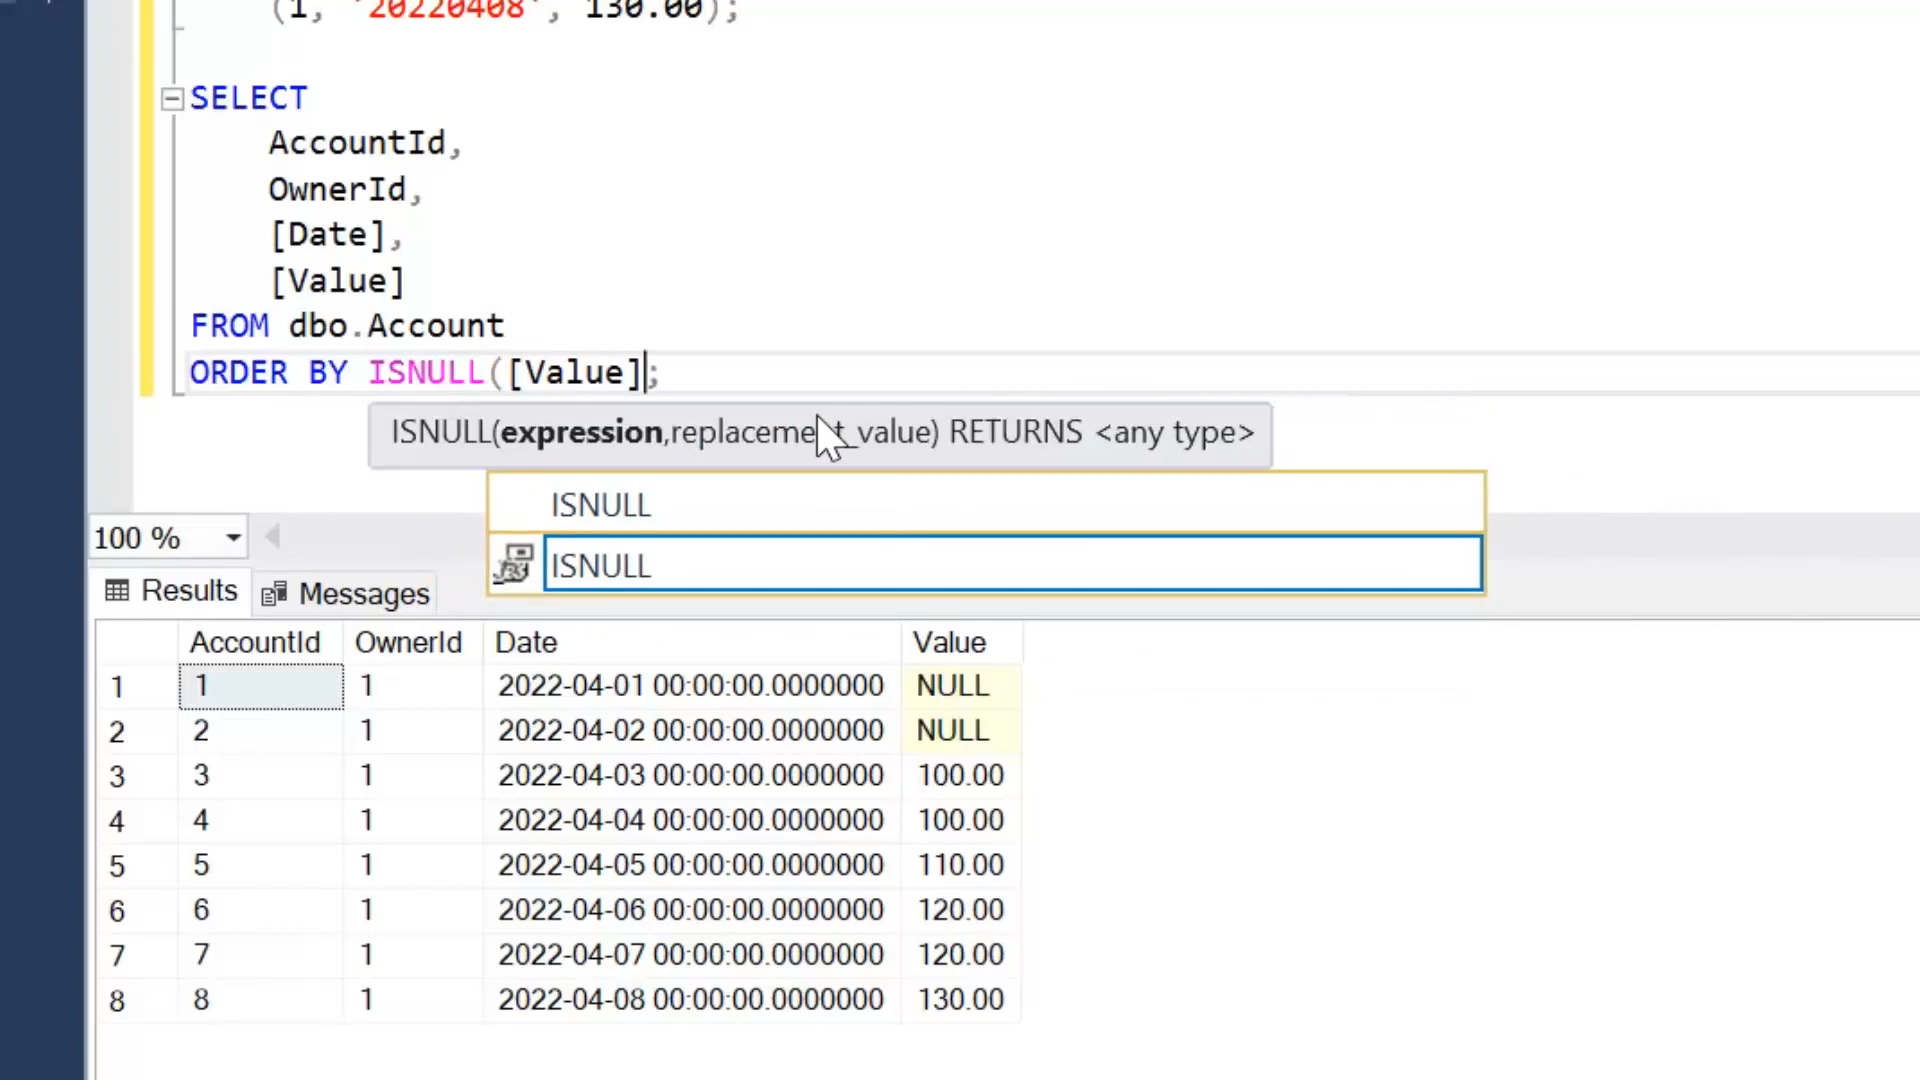 (1, '20220408', 130.00);
SELECT
AccountId,
OwnerId,
[Date],
[Value]
FROM dbo.Account
ORDER BY ISNULL([Value];
ISNULL(expression,replacement_value) RETURNS <any type>
ISNULL
ISNULL
100 %
Results Messages
AccountId OwnerId Date Value
1 1 1 2022-04-01 00:00:00.0000000 NULL
2 2 1 2022-04-02 00:00:00.0000000 NULL
3 3 1 2022-04-03 00:00:00.0000000 100.00
4 4 1 2022-04-04 00:00:00.0000000 100.00
5 5 1 2022-04-05 00:00:00.0000000 110.00
6 6 1 2022-04-06 00:00:00.0000000 120.00
7 7 1 2022-04-07 00:00:00.0000000 120.00
8 8 1 2022-04-08 00:00:00.0000000 130.00